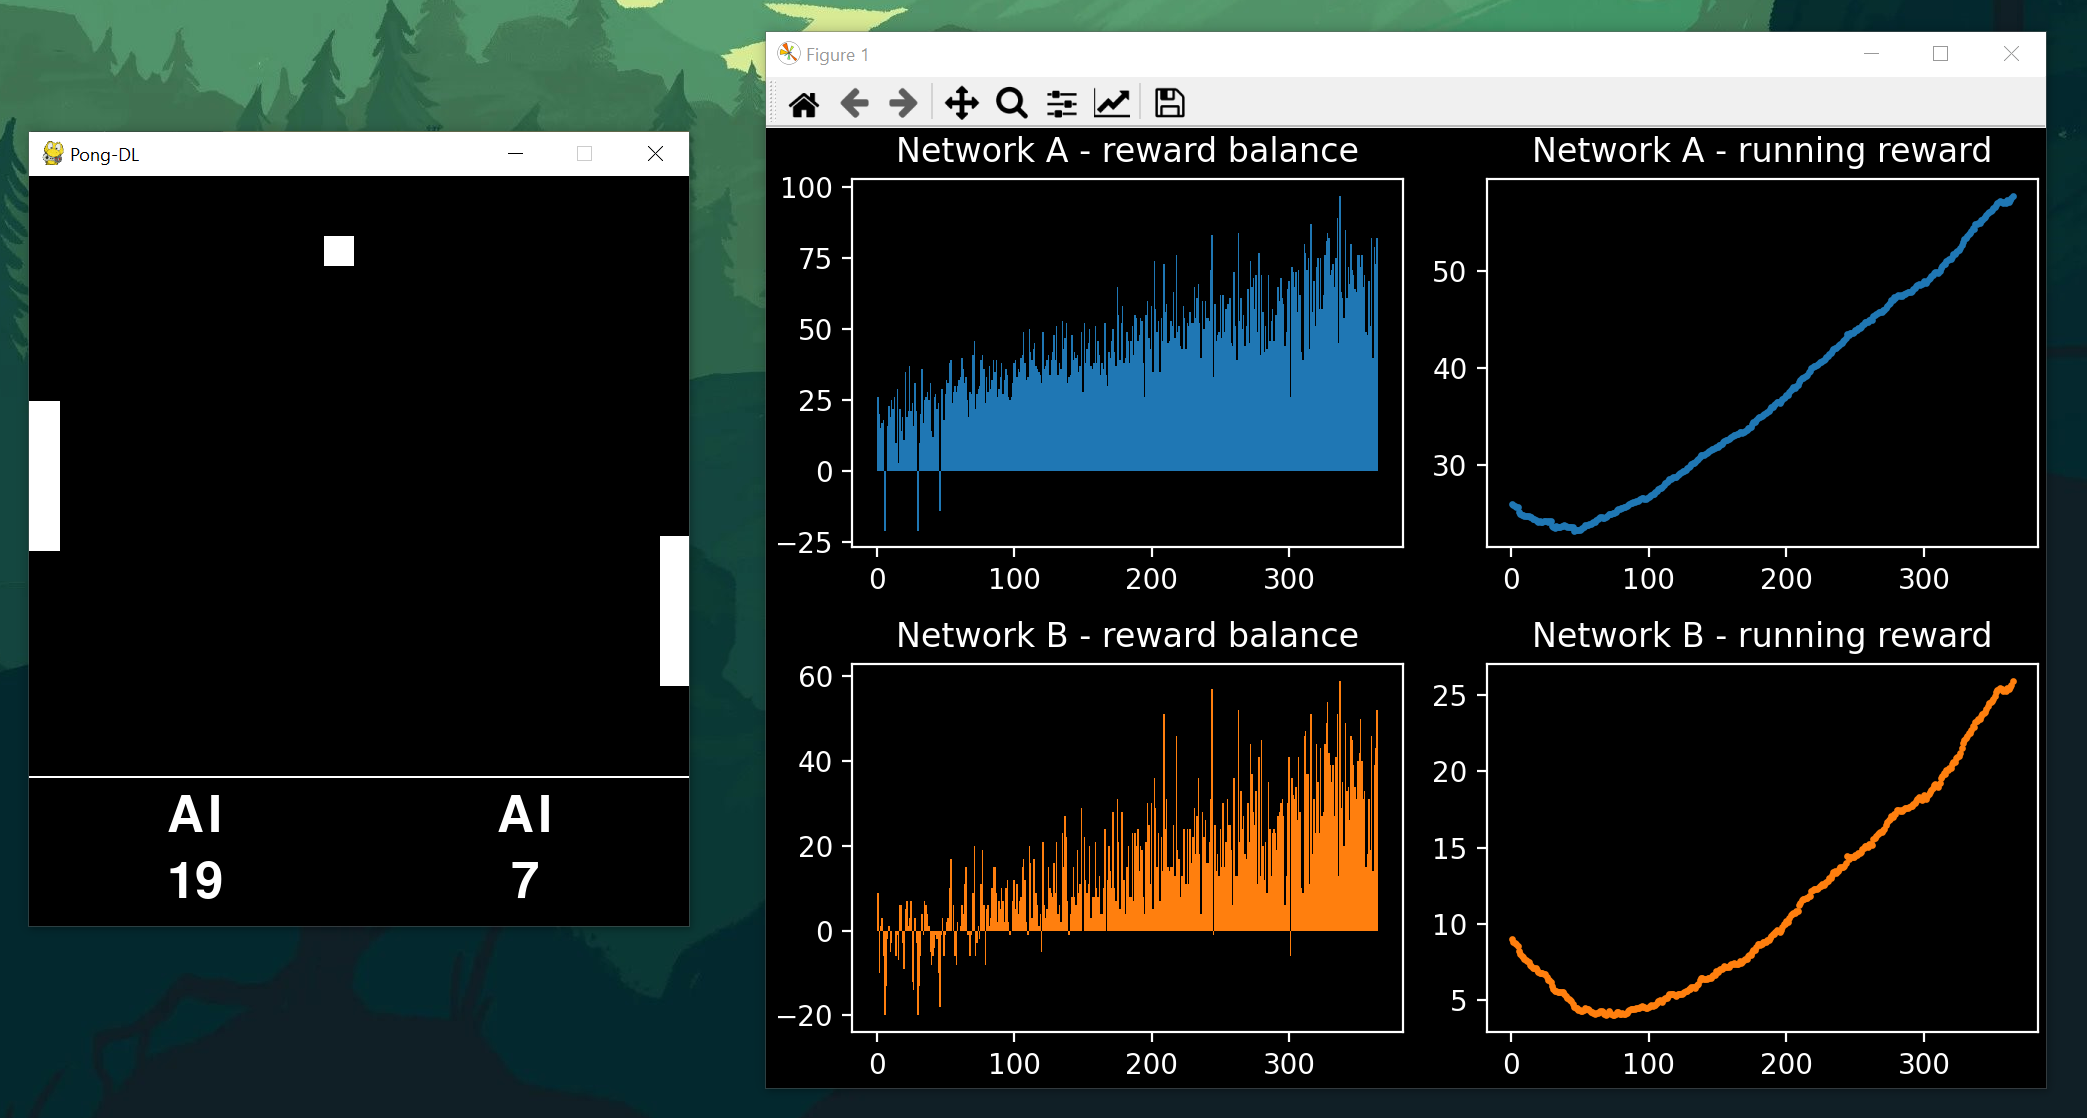 Pong-DL
AI AI
19 7
Figure 1
Network A - reward balance
100
75
50
25
0
−25
0 100 200 300
Network A - running reward
50
40
30
0 100 200 300
Network B - reward balance
60
40
20
0
−20
0 100 200 300
Network B - running reward
25
20
15
10
5
0 100 200 300